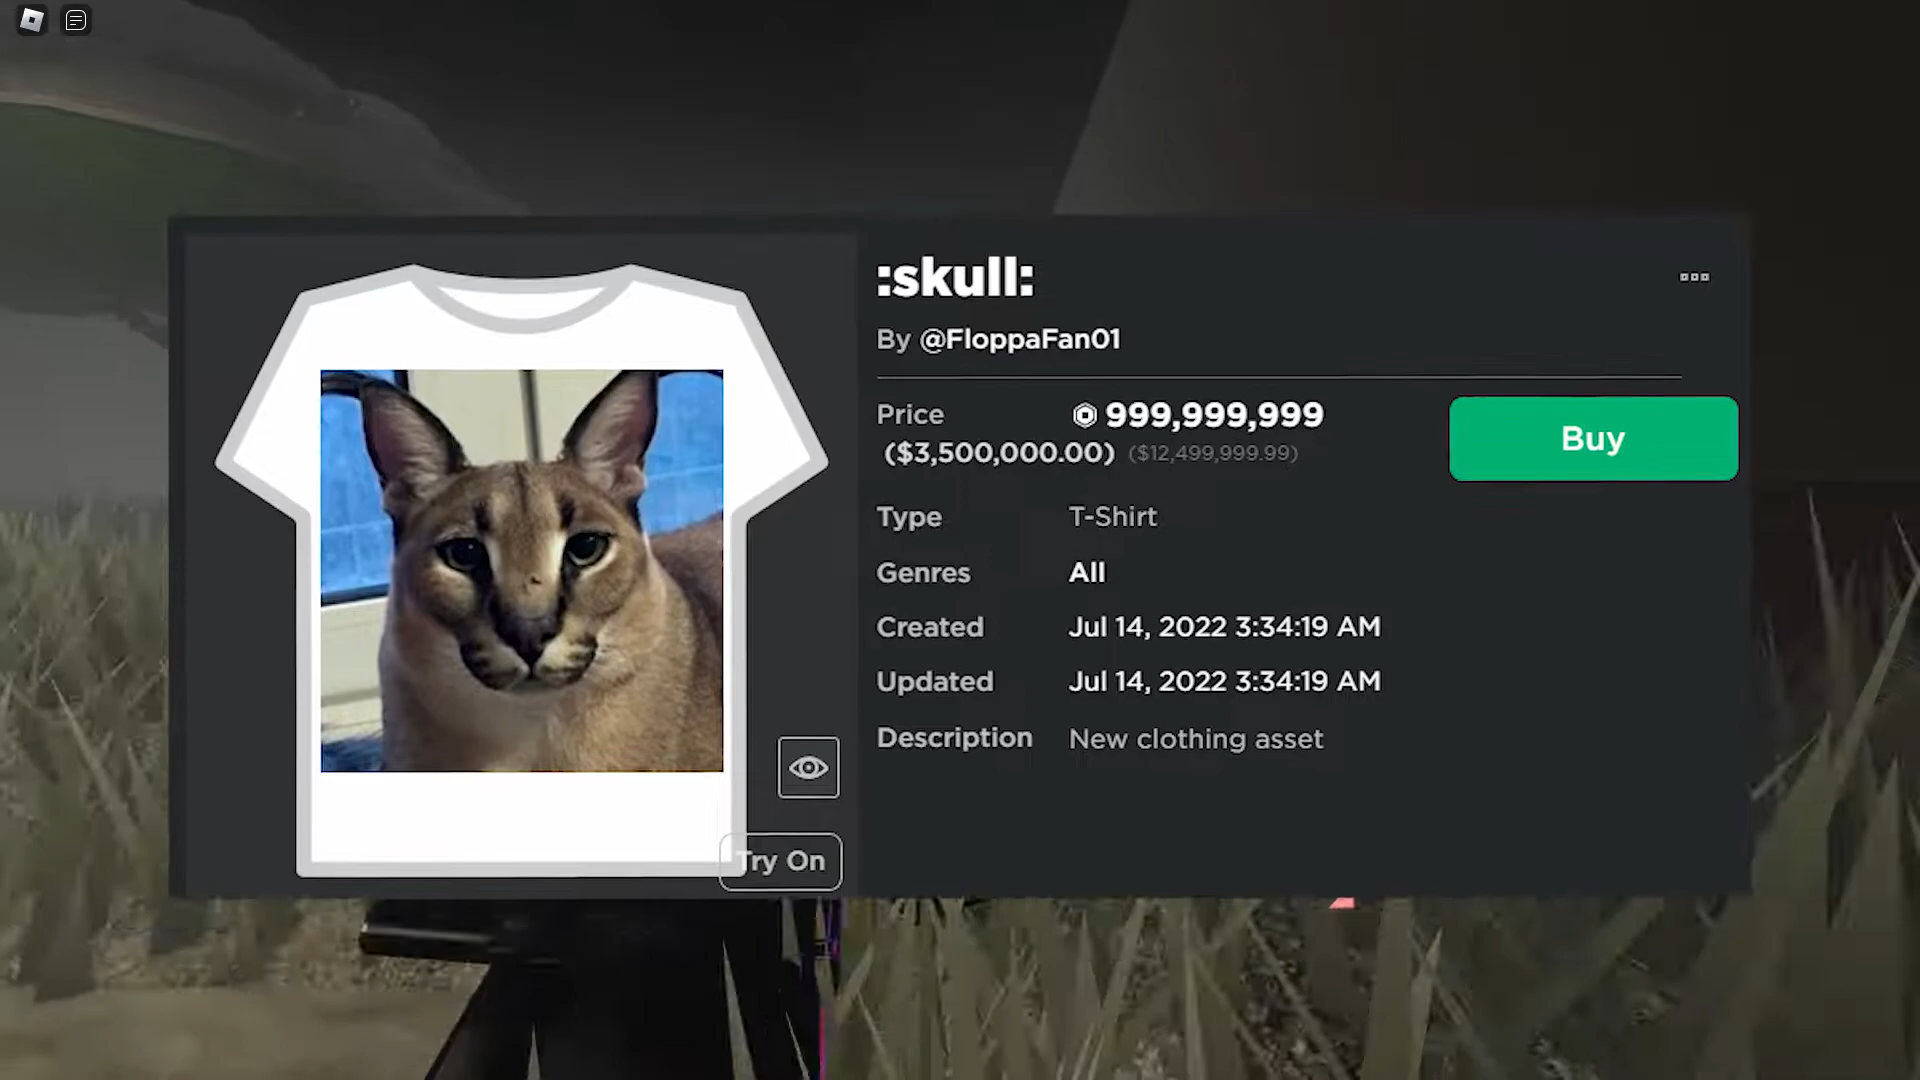 :skull:
By @FloppaFan01
Price 999,999,999
($3,500,000.00) ($12,499,999.99)
Buy
Type T-Shirt
Genres All
Created Jul 14, 2022 3:34:19 AM
Updated Jul 14, 2022 3:34:19 AM
Description New clothing asset
Try On